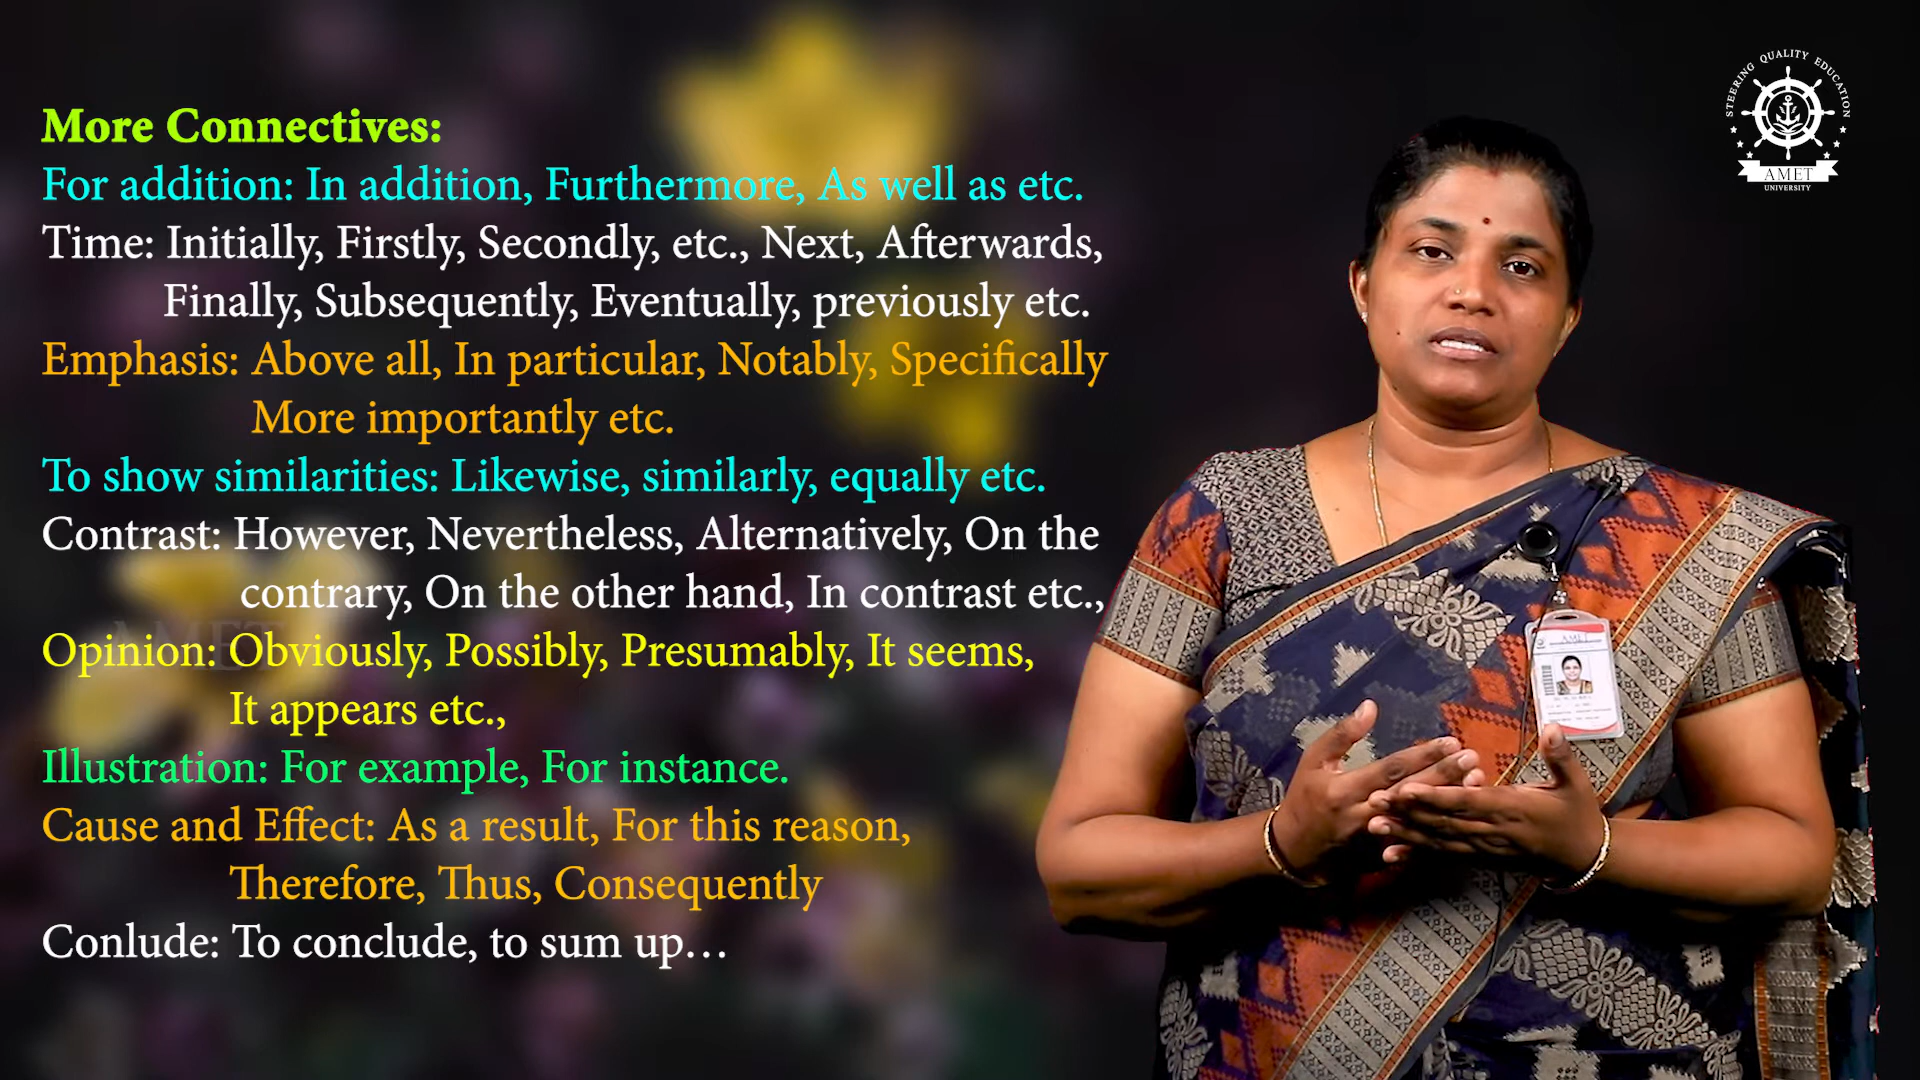 More Connectives:
For addition: In addition, Furthermore, As well as etc.
Time: Initially, Firstly, Secondly, etc., Next, Afterwards,
Finally, Subsequently, Eventually, previously etc.
Emphasis: Above all, In particular, Notably, Specifically
More importantly etc.
To show similarities: Likewise, similarly, equally etc.
Contrast: However, Nevertheless, Alternatively, On the
contrary, On the other hand, In contrast etc.,
Opinion: Obviously, Possibly, Presumably, It seems,
It appears etc.,
Illustration: For example, For instance.
Cause and Effect: As a result, For this reason,
Therefore, Thus, Consequently
Conlude: To conclude, to sum up…
STEERING QUALITY EDUCATION
AMET
UNIVERSITY
AMET
AMET